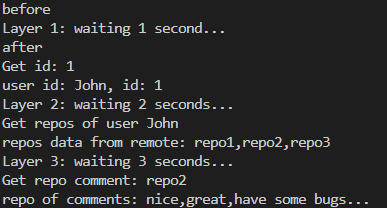 before
Layer 1: waiting 1 second...
after
Get id: 1
user id: John, id: 1
Layer 2: waiting 2 seconds...
Get repos of user John
repos data from remote: repo1,repo2,repo3
Layer 3: waiting 3 seconds...
Get repo comment: repo2
repo of comments: nice,great,have some bugs...